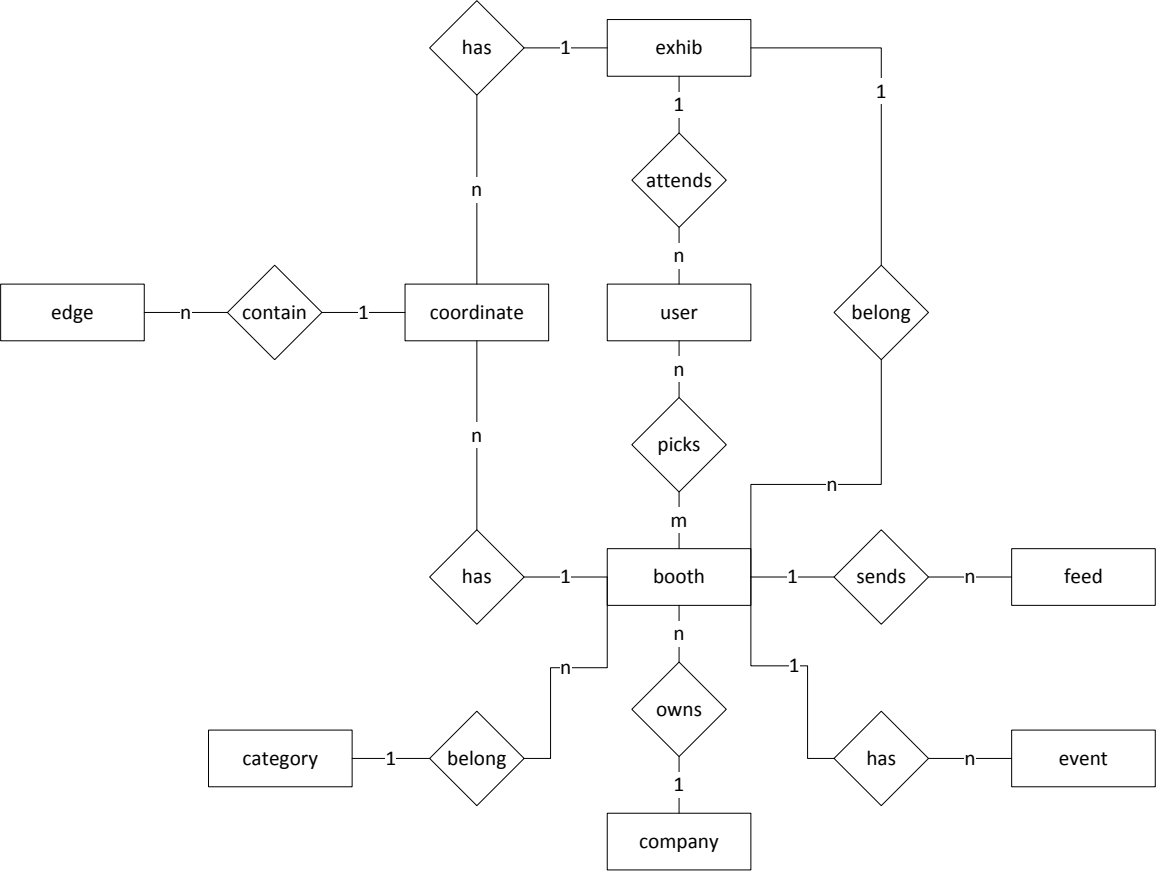 has
1
exhib
1
1
attends
n
n
edge
n
contain
1
coordinate
user
belong
n
n
picks
n
m
has
1
booth
1
sends
n
feed
n
n
1
owns
category
1
belong
has
n
event
1
company